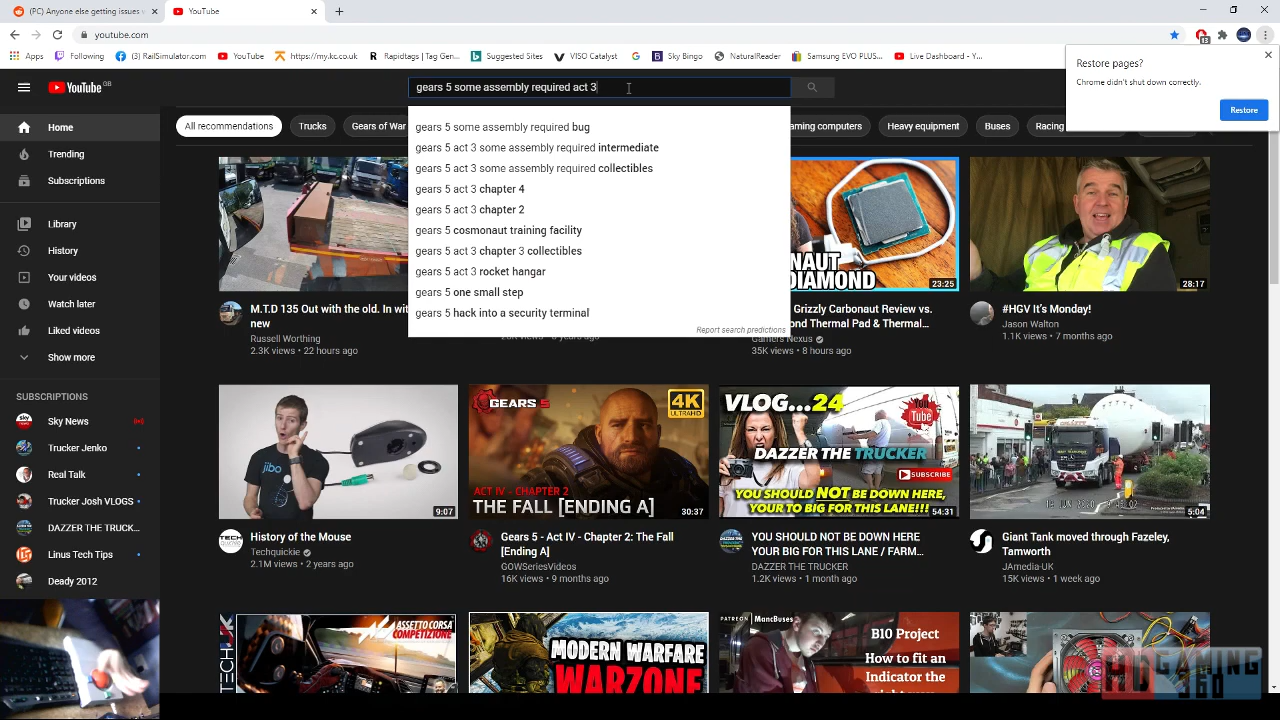 (PC) Anyone else getting issues w
YouTube
youtube.com
Apps
Following
(3) RailSimulator.com
YouTube
https://my.kc.co.uk
Rapidtags | Tag Gen...
Suggested Sites
VISO Catalyst
Sky Bingo
NaturalReader
Samsung EVO PLUS...
Live Dashboard - Y...
13
Restore pages?
Chrome didn't shut down correctly.
Restore
YouTube GB
gears 5 some assembly required act 3
gears 5 some assembly required bug
gears 5 act 3 some assembly required intermediate
gears 5 act 3 some assembly required collectibles
gears 5 act 3 chapter 4
gears 5 act 3 chapter 2
gears 5 cosmonaut training facility
gears 5 act 3 chapter 3 collectibles
gears 5 act 3 rocket hangar
gears 5 one small step
gears 5 hack into a security terminal
Report search predictions
Home
Trending
Subscriptions
Library
History
Your videos
Watch later
Liked videos
Show more
SUBSCRIPTIONS
Sky News
Trucker Jenko
Real Talk
Trucker Josh VLOGS
DAZZER THE TRUCK...
Linus Tech Tips
Deady 2012
All recommendations
Trucks
Gears of War
aming computers
Heavy equipment
Buses
Racing
M.T.D 135 Out with the old. In wit
new
Russell Worthing
2.3K views • 22 hours ago
NAUT
DIAMOND
23:25
Grizzly Carbonaut Review vs.
ond Thermal Pad & Thermal...
Gamers Nexus
35K views • 8 hours ago
28:17
#HGV It's Monday!
Jason Walton
1.1K views • 7 months ago
jibo
9:07
TECH
History of the Mouse
Techquickie
2.1M views • 2 years ago
GEARS 5
4K
ULTRAHD
ACT IV - CHAPTER 2
THE FALL [ENDING A]
30:37
Gears 5 - Act IV - Chapter 2: The Fall
[Ending A]
GOWSeriesVideos
16K views • 9 months ago
VLOG...24
You
Tube
DAZZER THE TRUCKER
SUBSCRIBE
YOU SHOULD NOT BE DOWN HERE,
YOUR TO BIG FOR THIS LANE!!!
54:31
YOU SHOULD NOT BE DOWN HERE
YOUR BIG FOR THIS LANE / FARM...
DAZZER THE TRUCKER
1.2K views • 1 month ago
5:04
Giant Tank moved through Fazeley,
Tamworth
JAmedia-UK
15K views • 1 week ago
ASSETTO CORSA
COMPETIZIONE
MODERN WARFARE
WARZONE
PATREON
MancBuses
B10 Project
How to fit an
Indicator the
GAMING
360